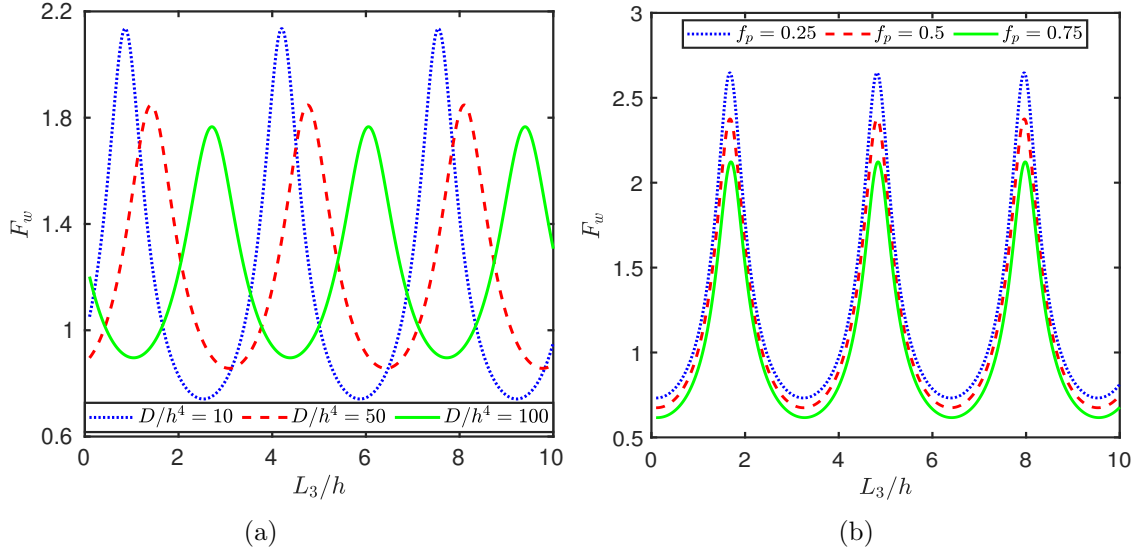 2.2
1.8
1.4
1
0.6
F_w
D/h^4 = 10 D/h^4 = 50 D/h^4 = 100
0 2 4 6 8 10
L_3/h
(a)
3
2.5
2
1.5
1
0.5
F_w
f_p = 0.25 f_p = 0.5 f_p = 0.75
0 2 4 6 8 10
L_3/h
(b)